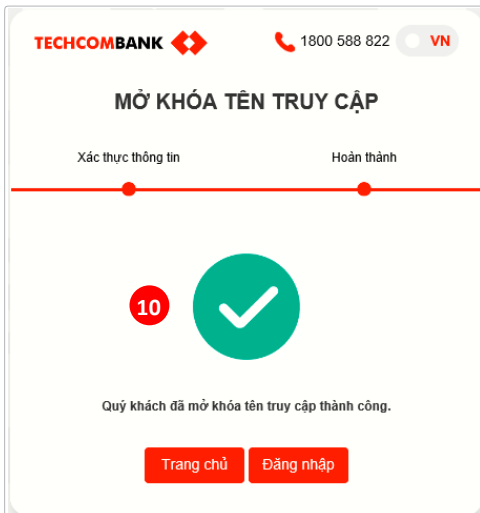 TECHCOMBANK 1800 588 822 VN
MỞ KHÓA TÊN TRUY CẬP
Xác thực thông tin Hoàn thành
10
Quý khách đã mở khóa tên truy cập thành công.
Trang chủ Đăng nhập